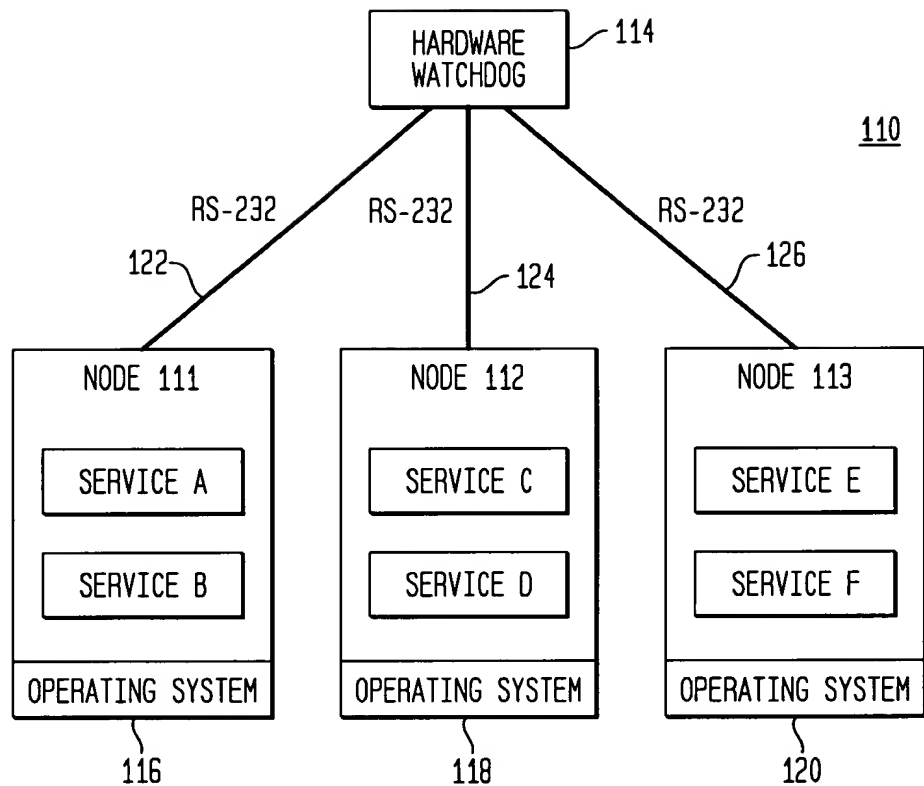 HARDWARE
WATCHDOG
114
110
RS-232
RS-232
RS-232
122
124
126
NODE 111
NODE 112
NODE 113
SERVICE A
SERVICE C
SERVICE E
SERVICE B
SERVICE D
SERVICE F
OPERATING SYSTEM
OPERATING SYSTEM
OPERATING SYSTEM
116
118
120